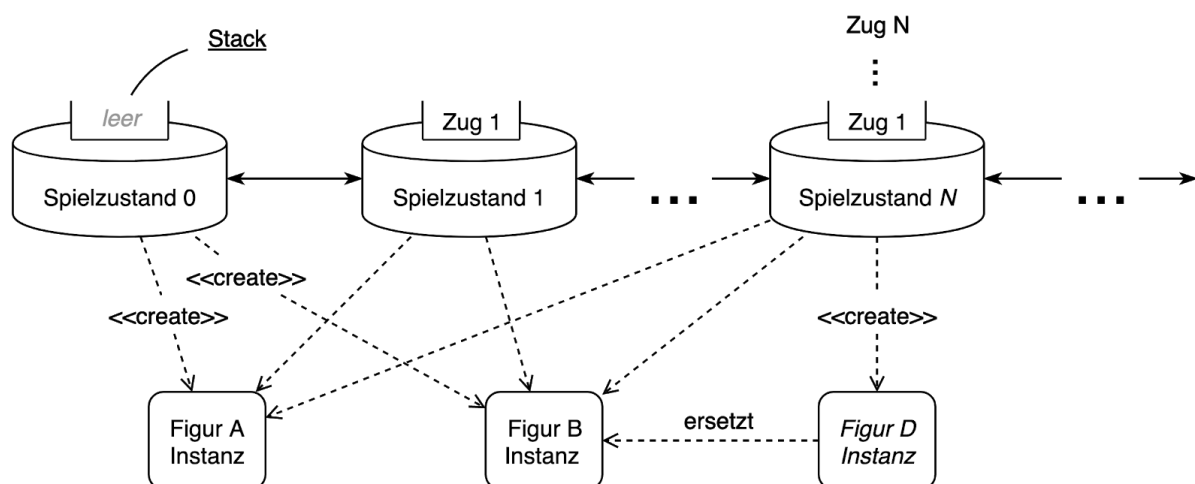 Stack
Zug N
leer
Zug 1
Zug 1
Spielzustand 0
Spielzustand 1
...
Spielzustand N
...
<<create>>
<<create>>
<<create>>
Figur A
Instanz
Figur B
Instanz
ersetzt
Figur D
Instanz